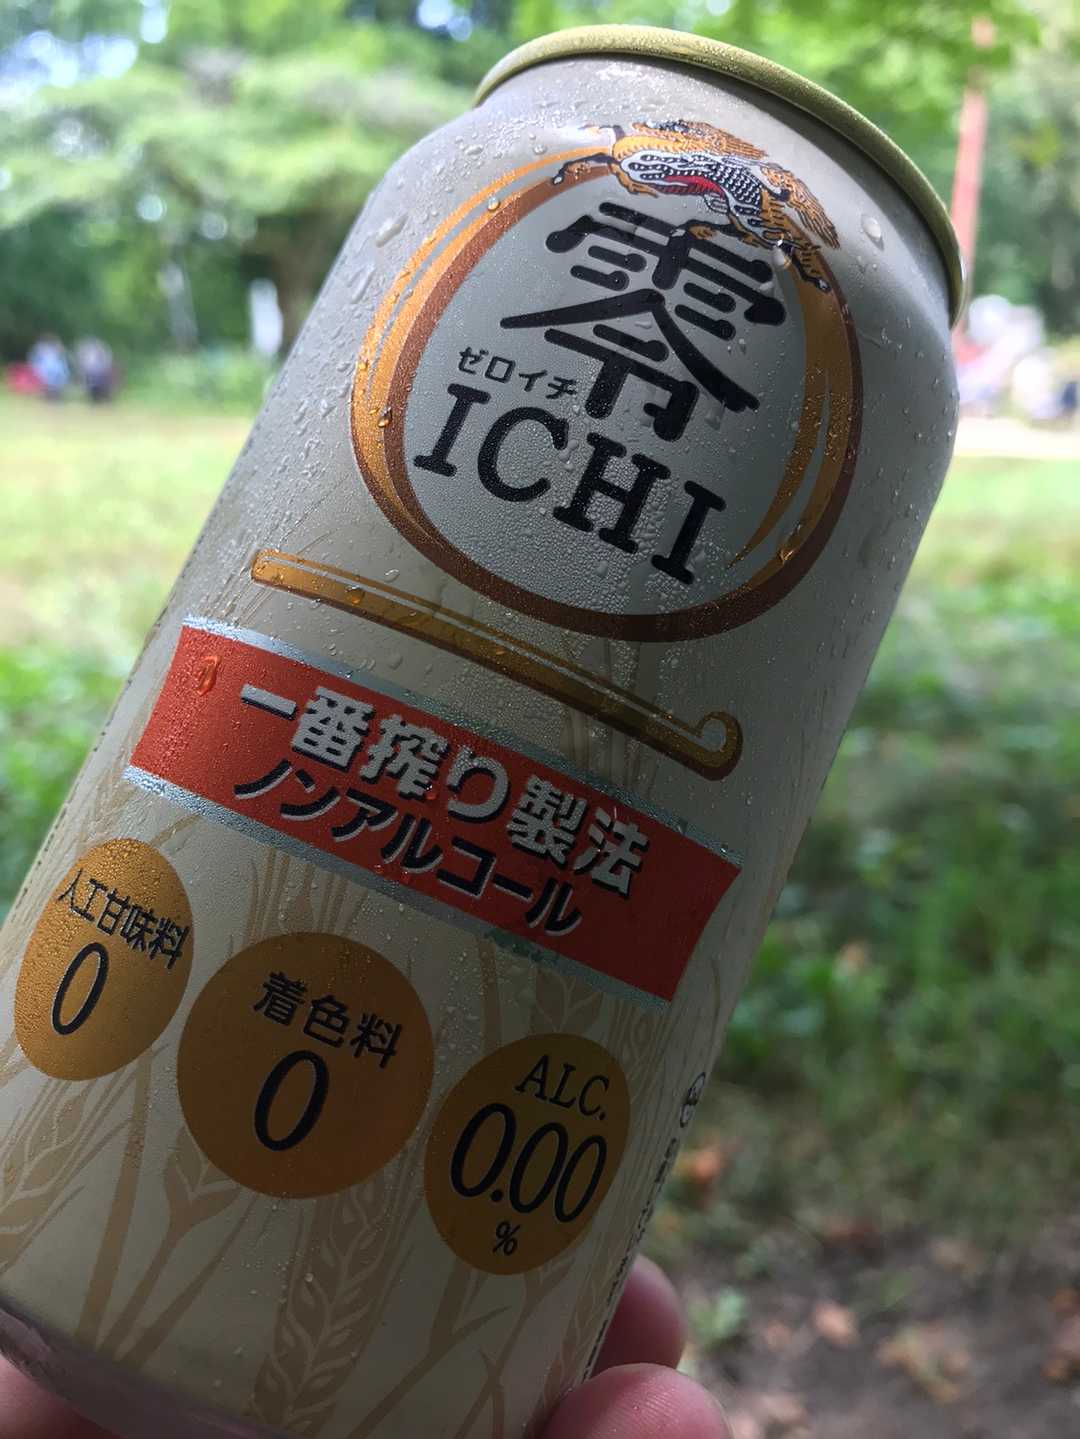 零
ゼロイチ
ICHI
一番搾り製法
ノンアルコール
人工甘味料
0
着色料
0
ALC.
0.00
%